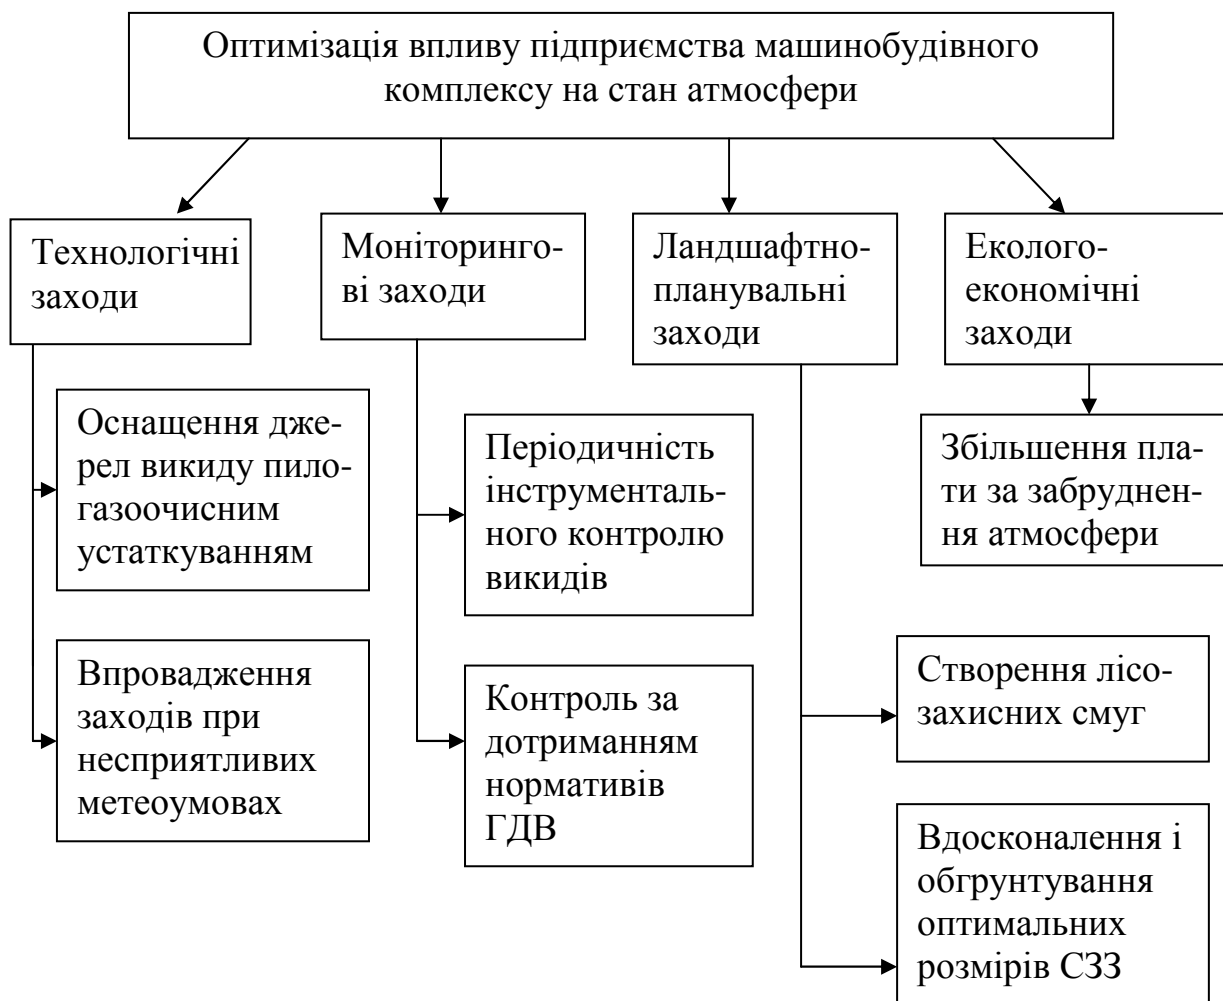 Оптимізація впливу підприємства машинобудівного
комплексу на стан атмосфери
Технологічні
заходи
Моніторинго-
ві заходи
Ландшафтно-
планувальні
заходи
Еколого-
економічні
заходи
Оснащення дже-
рел викиду пило-
газоочисним
устаткуванням
Впровадження
заходів при
несприятливих
метеоумовах
Періодичність
інструменталь-
ного контролю
викидів
Контроль за
дотриманням
нормативів
ГДВ
Збільшення пла-
ти за забруднен-
ня атмосфери
Створення лісо-
захисних смуг
Вдосконалення і
обгрунтування
оптимальних
розмірів СЗЗ